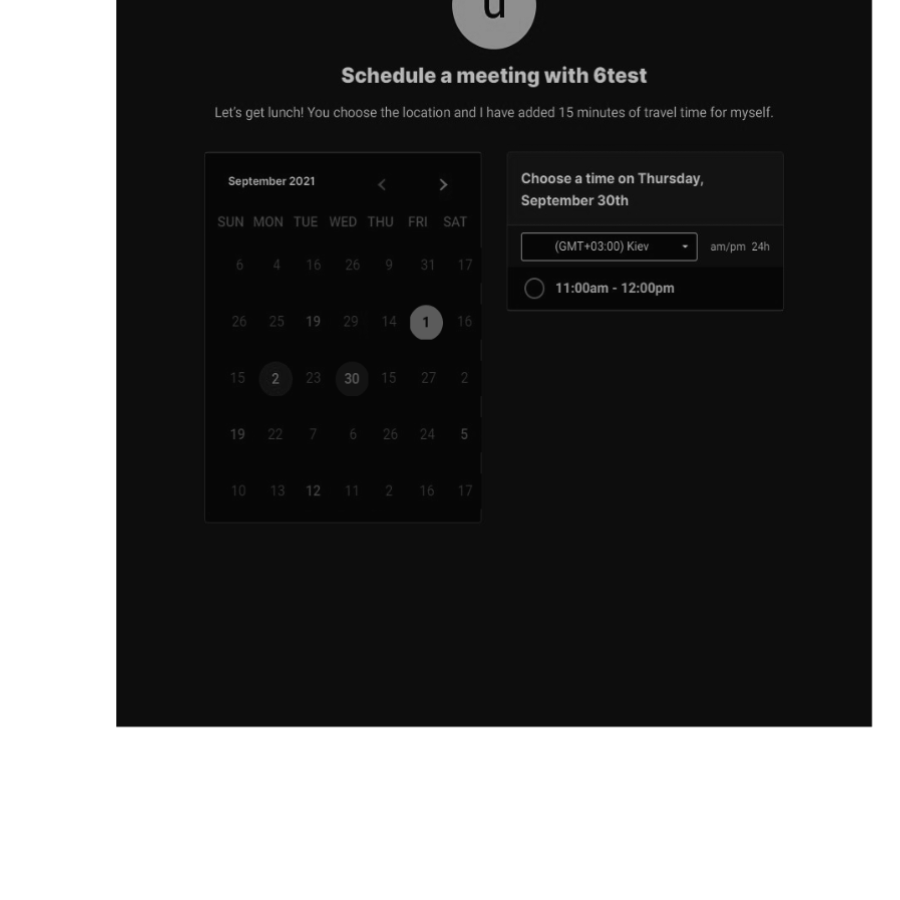 u
Schedule a meeting with 6test
Let's get lunch! You choose the location and I have added 15 minutes of travel time for myself.
September 2021
SUN MON TUE WED THU FRI SAT
6 4 16 26 9 31 17
26 25 19 29 14 1 16
15 2 23 30 15 27 2
19 22 7 6 26 24 5
10 13 12 11 2 16 17
Choose a time on Thursday,
September 30th
(GMT+03:00) Kiev am/pm 24h
11:00am - 12:00pm